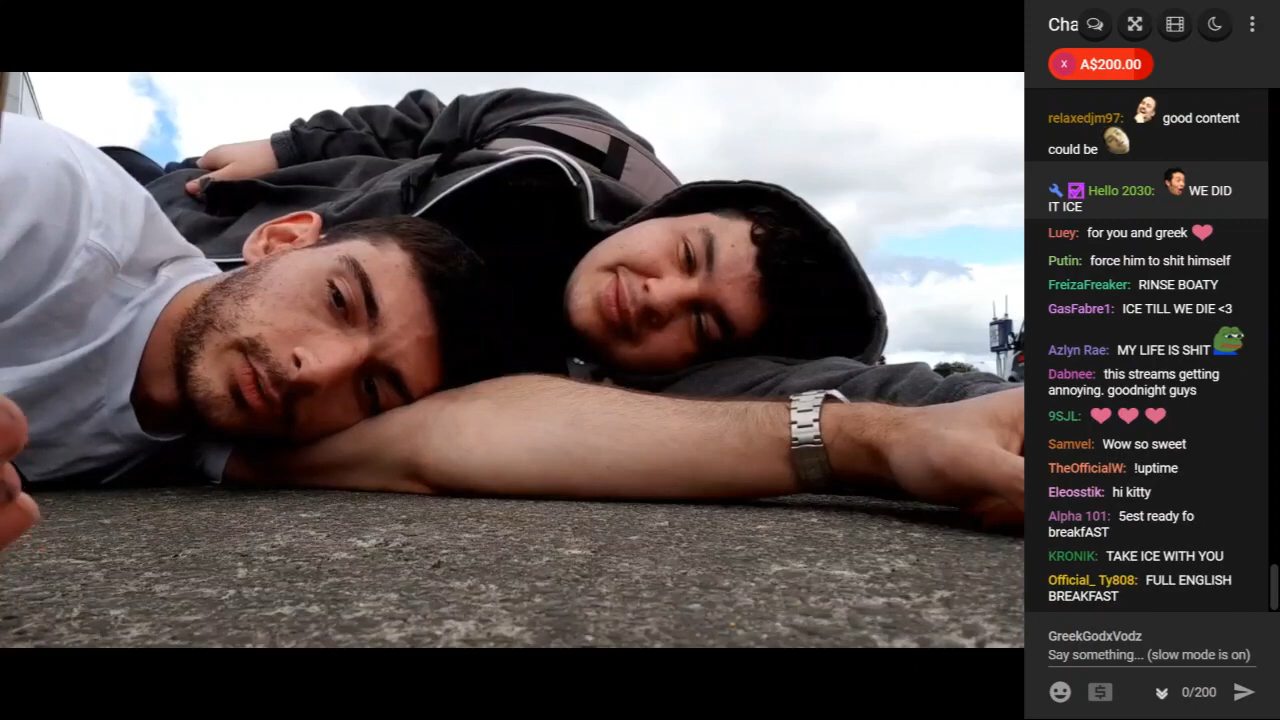 Cha
X A$200.00
relaxedjm97: good content
could be
Hello 2030: WE DID
IT ICE
Luey: for you and greek
Putin: force him to shit himself
FreizaFreaker: RINSE BOATY
GasFabre1: ICE TILL WE DIE <3
Azlyn Rae: MY LIFE IS SHIT
Dabnee: this streams getting
annoying. goodnight guys
9SJL:
Samvel: Wow so sweet
TheOfficialW: !uptime
Eleosstik: hi kitty
Alpha 101: 5est ready fo
breakfAST
KRONIK: TAKE ICE WITH YOU
Official_ Ty808: FULL ENGLISH
BREAKFAST
GreekGodxVodz
Say something... (slow mode is on)
0/200